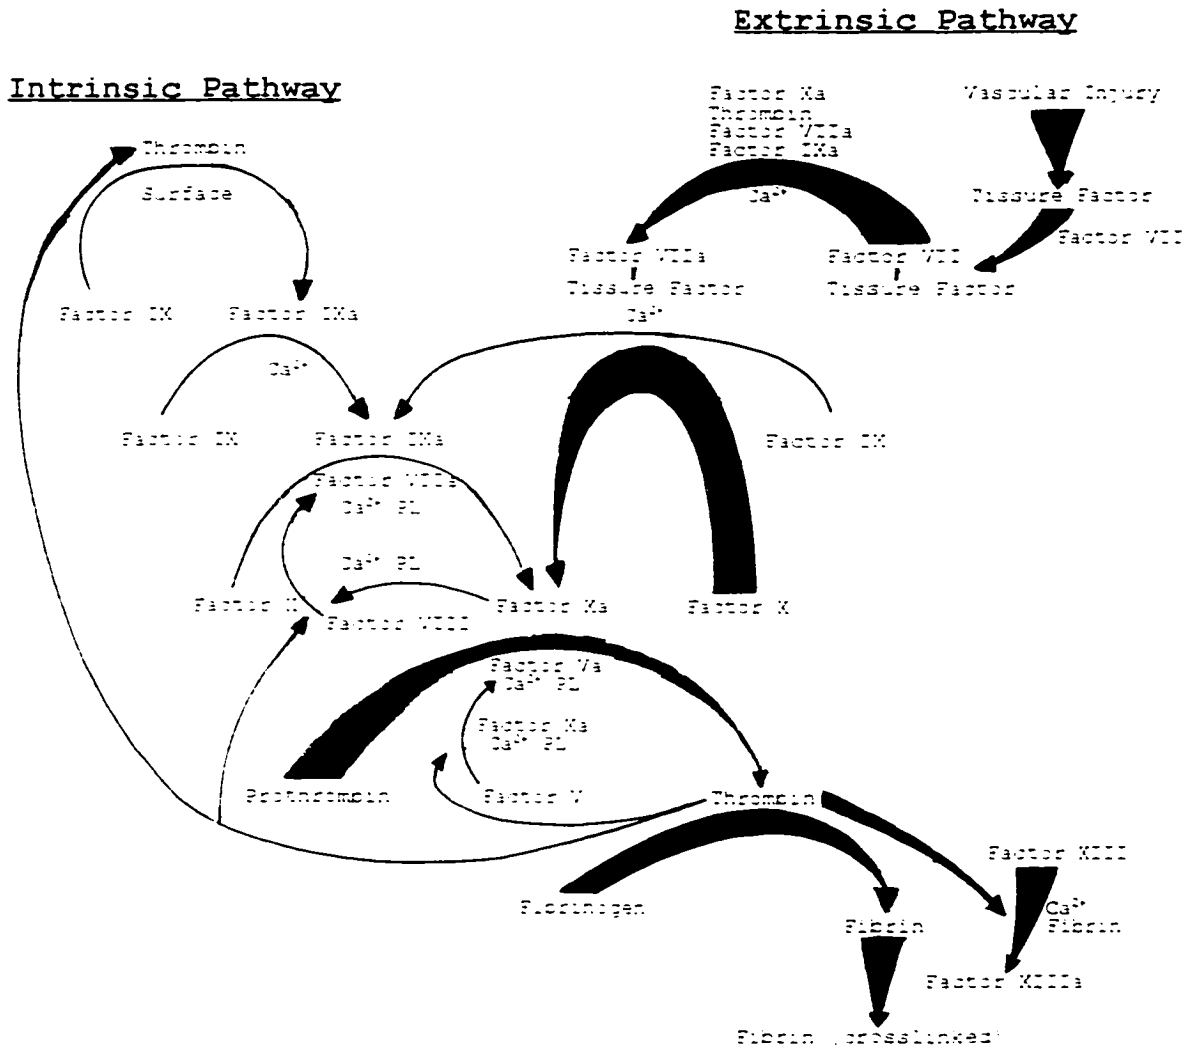 Extrinsic Pathway
Intrinsic Pathway
Factor Xa
Thrombin
Factor VIIa
Factor IXa
Ca²⁺
Vascular Injury
Tissure Factor
Factor VII
Thrombin
Surface
Factor IX
Factor IXa
Ca²⁺
Factor VIIa
Tissure Factor
Ca²⁺
Factor VII
Tissure Factor
Factor IX
Factor IXa
Factor VIIIa
Ca²⁺ PL
Factor IX
Ca²⁺ PL
Factor X
Factor VIII
Factor Xa
Factor X
Factor Va
Ca²⁺ PL
Factor Xa
Ca²⁺ PL
Prothrombin
Factor V
Thrombin
Factor XIII
Ca²⁺
Fibrin
Fibrinogen
Fibrin
Factor XIIIa
Fibrin (crosslinked)